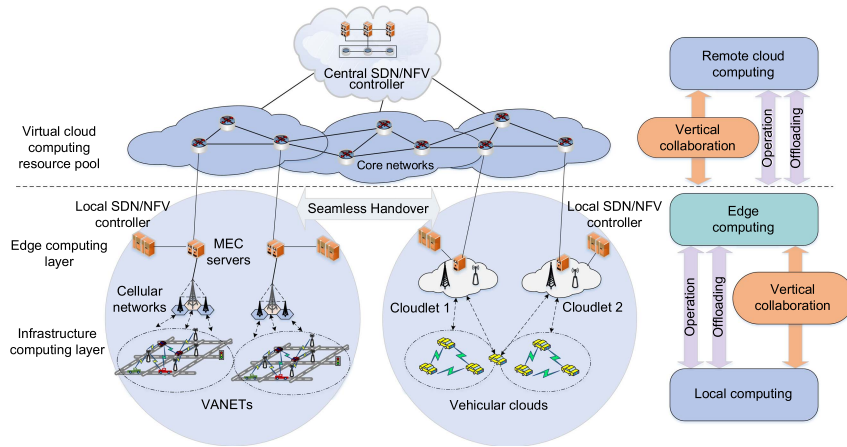 Central SDN/NFV
controller
Remote cloud
computing
Virtual cloud
computing
resource pool
Core networks
Vertical
collaboration
Operation
Offloading
Local SDN/NFV
controller
Seamless Handover
Local SDN/NFV
controller
Edge
computing
Edge computing
layer
MEC
servers
Cellular
networks
Cloudlet 1
Cloudlet 2
Operation
Offloading
Vertical
collaboration
Infrastructure
computing layer
VANETs
Vehicular clouds
Local computing